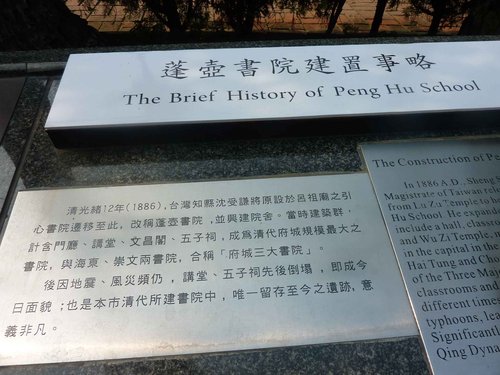 蓬壺書院建置事略
The Brief History of Peng Hu School
清光緒12年(1886),台灣知縣沈受謙將原設於呂祖廟之引
心書院遷移至此,改稱蓬壺書院,並興建院舍。當時建築群,
計含門廳、講堂、文昌閣、五子祠,成為清代府城規模最大之
書院,與海東、崇文兩書院,合稱「府城三大書院」。
後因地震、風災頻仍,講堂、五子祠先後倒塌,即成今
日面貌;也是本市清代所建書院中,唯一留存至今之遺跡,意
義非凡。
The Construction of P
In 1886 A.D., Sheng
Magistrate of Taiwan r
from Lu Zu Temple to b
Hu School. He expan
include a hall, class
and Wu Zi Temple.
in the capital in th
Hai Tung and Ch
of the Three Ma
classrooms and
different time
typhoons, lea
Significant
Qing Dyna